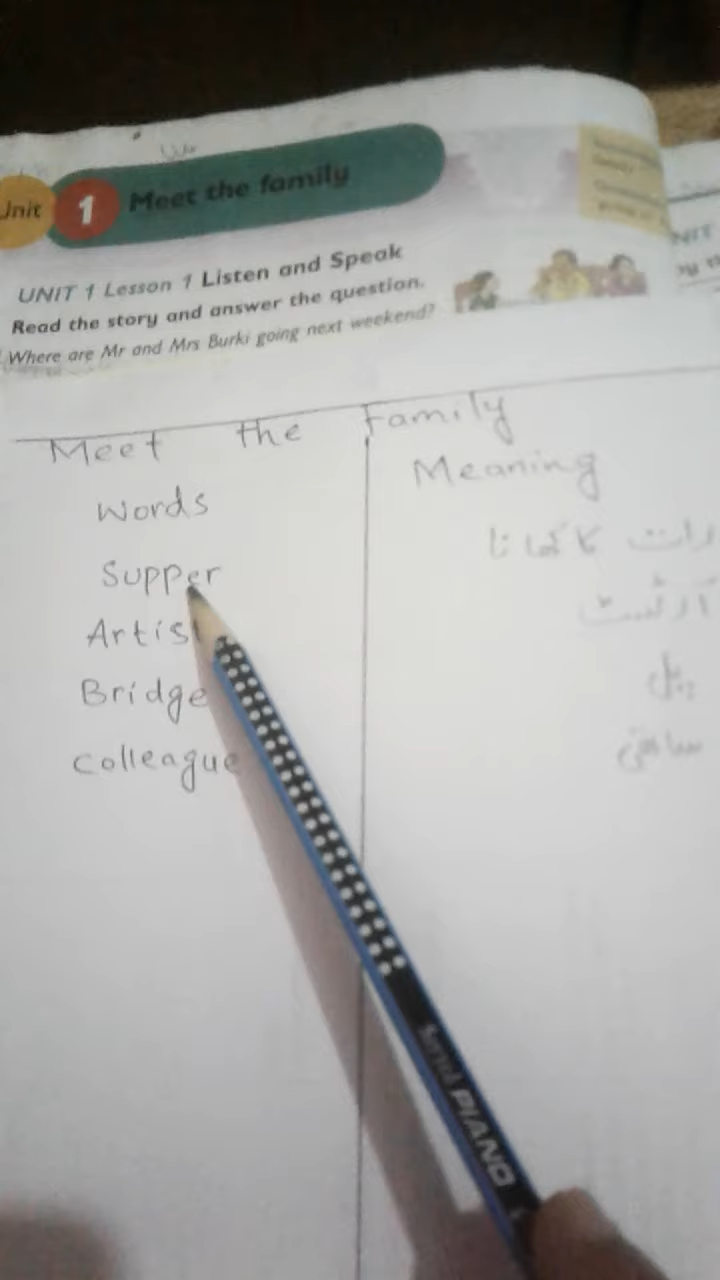 Unit 1 Meet the family
UNIT 1 Lesson 1 Listen and Speak
Read the story and answer the question.
Where are Mr and Mrs Burki going next weekend?
Meet the Family
Words Meaning
Supper رات کا کھانا
Artist آرٹسٹ
Bridge پل
Colleague ساتھی
PIANO